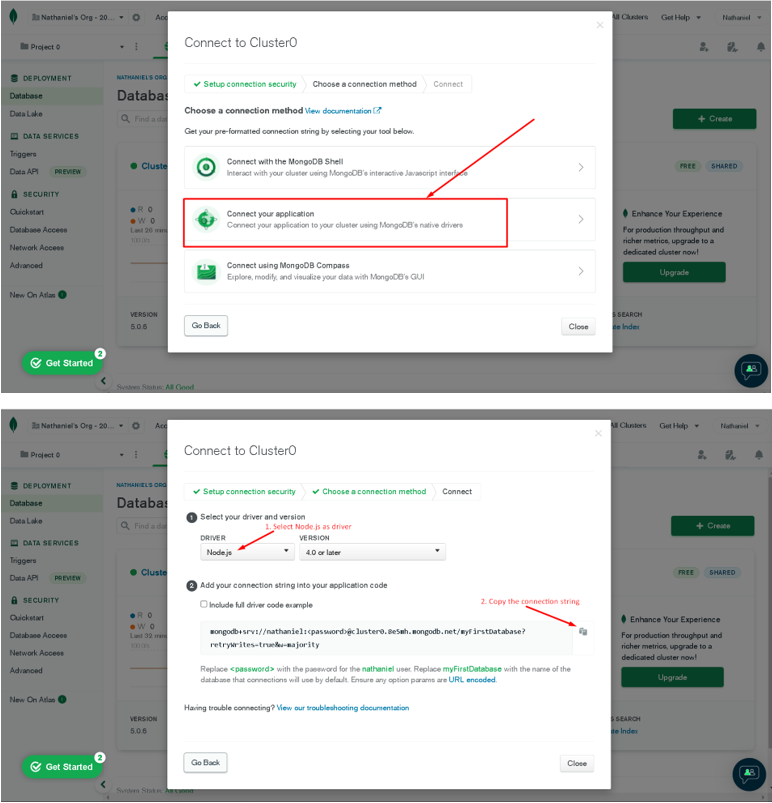 Nathaniel's Org - 20...
Acc
All Clusters
Get Help
Nathaniel
Project 0
DEPLOYMENT
Database
Data Lake
DATA SERVICES
Triggers
Data API PREVIEW
SECURITY
Quickstart
Database Access
Network Access
Advanced
New On Atlas
Get Started
2
NATHANIEL'S ORG
Databas
Find a da
Cluste
R 0
W 0
Last 26 minu
VERSION
5.0.6
System Status: All Good
Connect to Cluster0
Setup connection security
Choose a connection method
Connect
Choose a connection method View documentation
Get your pre-formatted connection string by selecting your tool below.
Connect with the MongoDB Shell
Interact with your cluster using MongoDB's interactive Javascript interface
Connect your application
Connect your application to your cluster using MongoDB's native drivers
Connect using MongoDB Compass
Explore, modify, and visualize your data with MongoDB's GUI
Go Back
Close
+ Create
FREE
SHARED
Enhance Your Experience
For production throughput and
richer metrics, upgrade to a
dedicated cluster now!
Upgrade
S SEARCH
te Index
Nathaniel's Org - 20...
Acc
All Clusters
Get Help
Nathaniel
Project 0
DEPLOYMENT
Database
Data Lake
DATA SERVICES
Triggers
Data API PREVIEW
SECURITY
Quickstart
Database Access
Network Access
Advanced
New On Atlas
Get Started
2
NATHANIEL'S ORG
Databas
Find a dat
Cluste
R 0
W 0
VERSION
5.0.6
System Status: All Good
Connect to Cluster0
Setup connection security
Choose a connection method
Connect
1 Select your driver and version
1. Select Node.js as driver
DRIVER
VERSION
Node.js
4.0 or later
2 Add your connection string into your application code
Include full driver code example
2. Copy the connection string
mongodb+srv://nathaniel:<password>@cluster0.8e5mh.mongodb.net/myFirstDatabase?
retryWrites=true&w=majority
Replace <password> with the password for the nathaniel user. Replace myFirstDatabase with the name of the
database that connections will use by default. Ensure any option params are URL encoded.
Having trouble connecting? View our troubleshooting documentation
Go Back
Close
+ Create
FREE
SHARED
Enhance Your Experience
For production throughput and
richer metrics, upgrade to a
dedicated cluster now!
Upgrade
S SEARCH
te Index